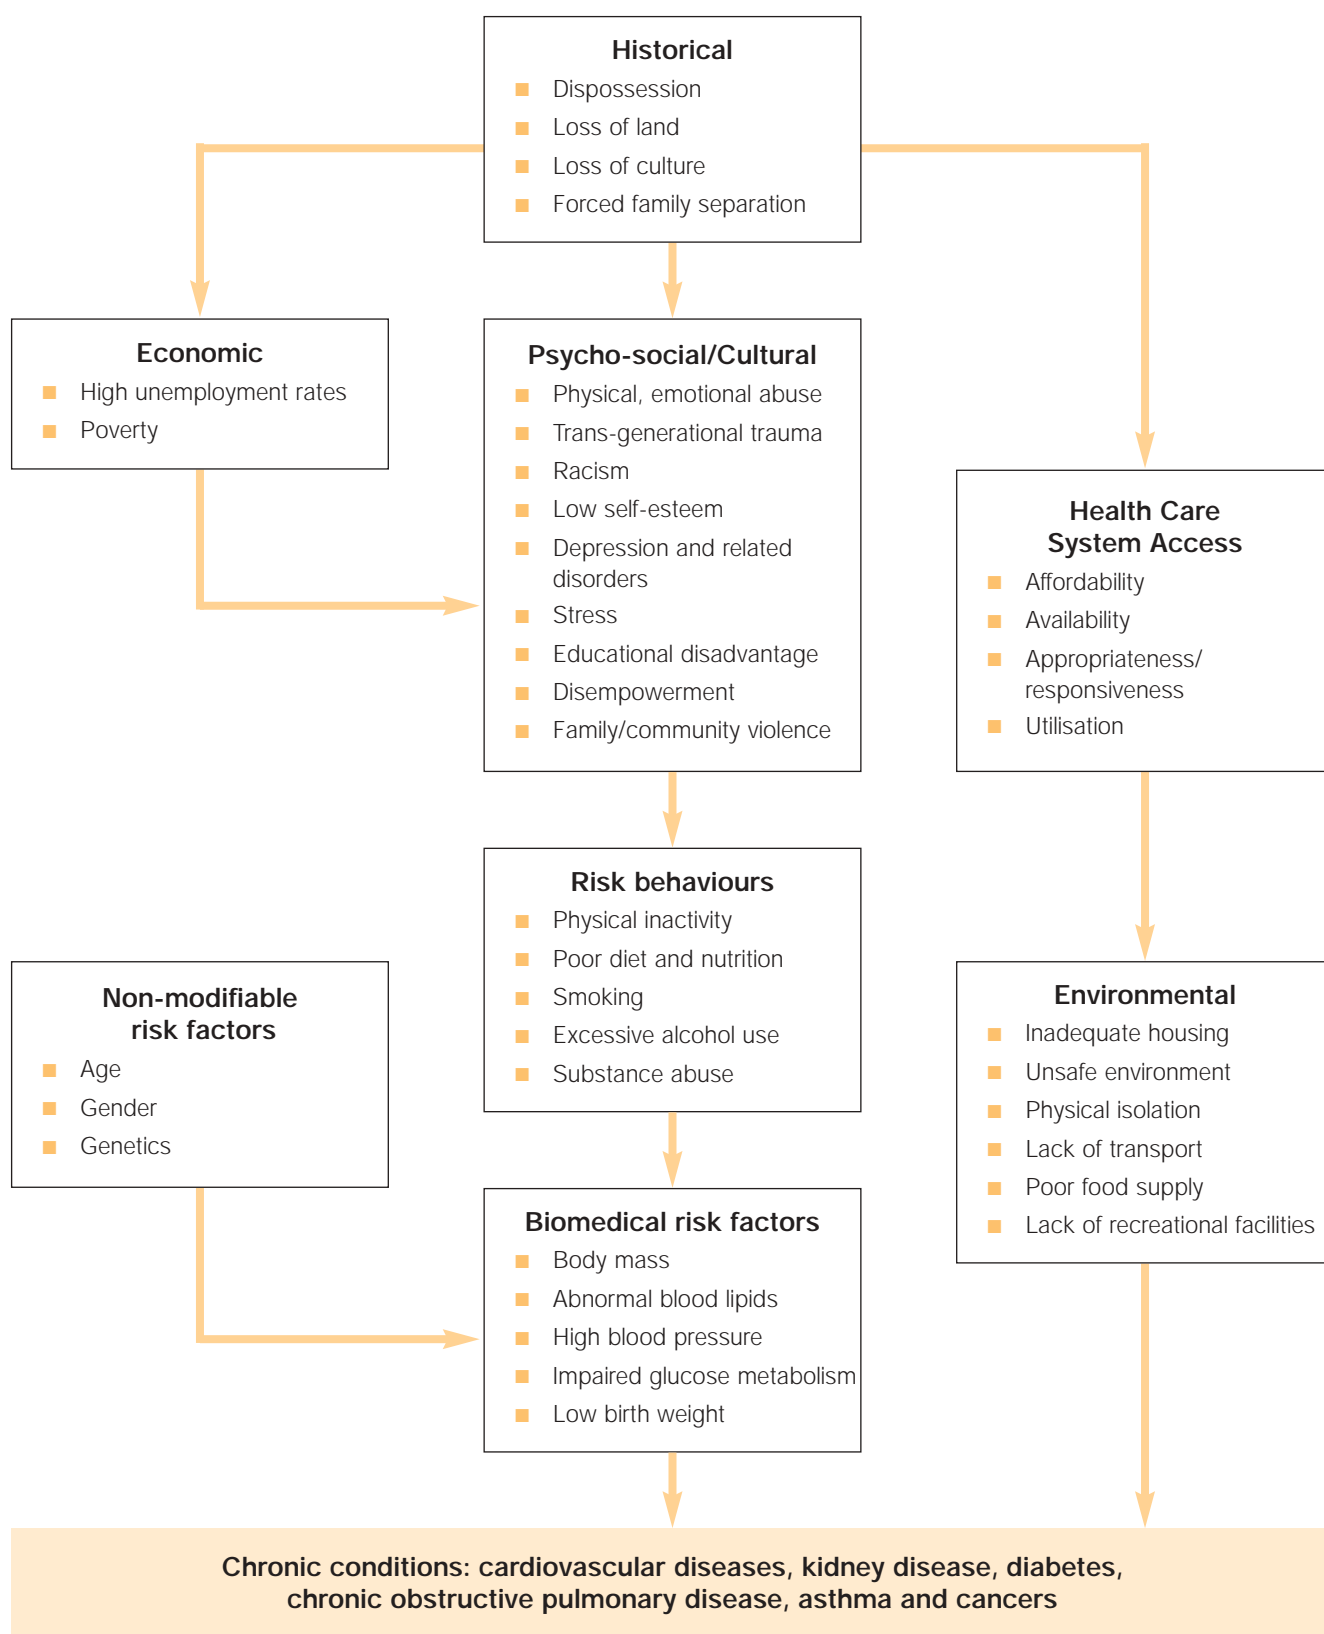 Historical
Dispossession
Loss of land
Loss of culture
Forced family separation
Economic
High unemployment rates
Poverty
Psycho-social/Cultural
Physical, emotional abuse
Trans-generational trauma
Racism
Low self-esteem
Depression and related
disorders
Stress
Educational disadvantage
Disempowerment
Family/community violence
Health Care
System Access
Affordability
Availability
Appropriateness/
responsiveness
Utilisation
Risk behaviours
Physical inactivity
Poor diet and nutrition
Smoking
Excessive alcohol use
Substance abuse
Non-modifiable
risk factors
Age
Gender
Genetics
Environmental
Inadequate housing
Unsafe environment
Physical isolation
Lack of transport
Poor food supply
Lack of recreational facilities
Biomedical risk factors
Body mass
Abnormal blood lipids
High blood pressure
Impaired glucose metabolism
Low birth weight
Chronic conditions: cardiovascular diseases, kidney disease, diabetes,
chronic obstructive pulmonary disease, asthma and cancers